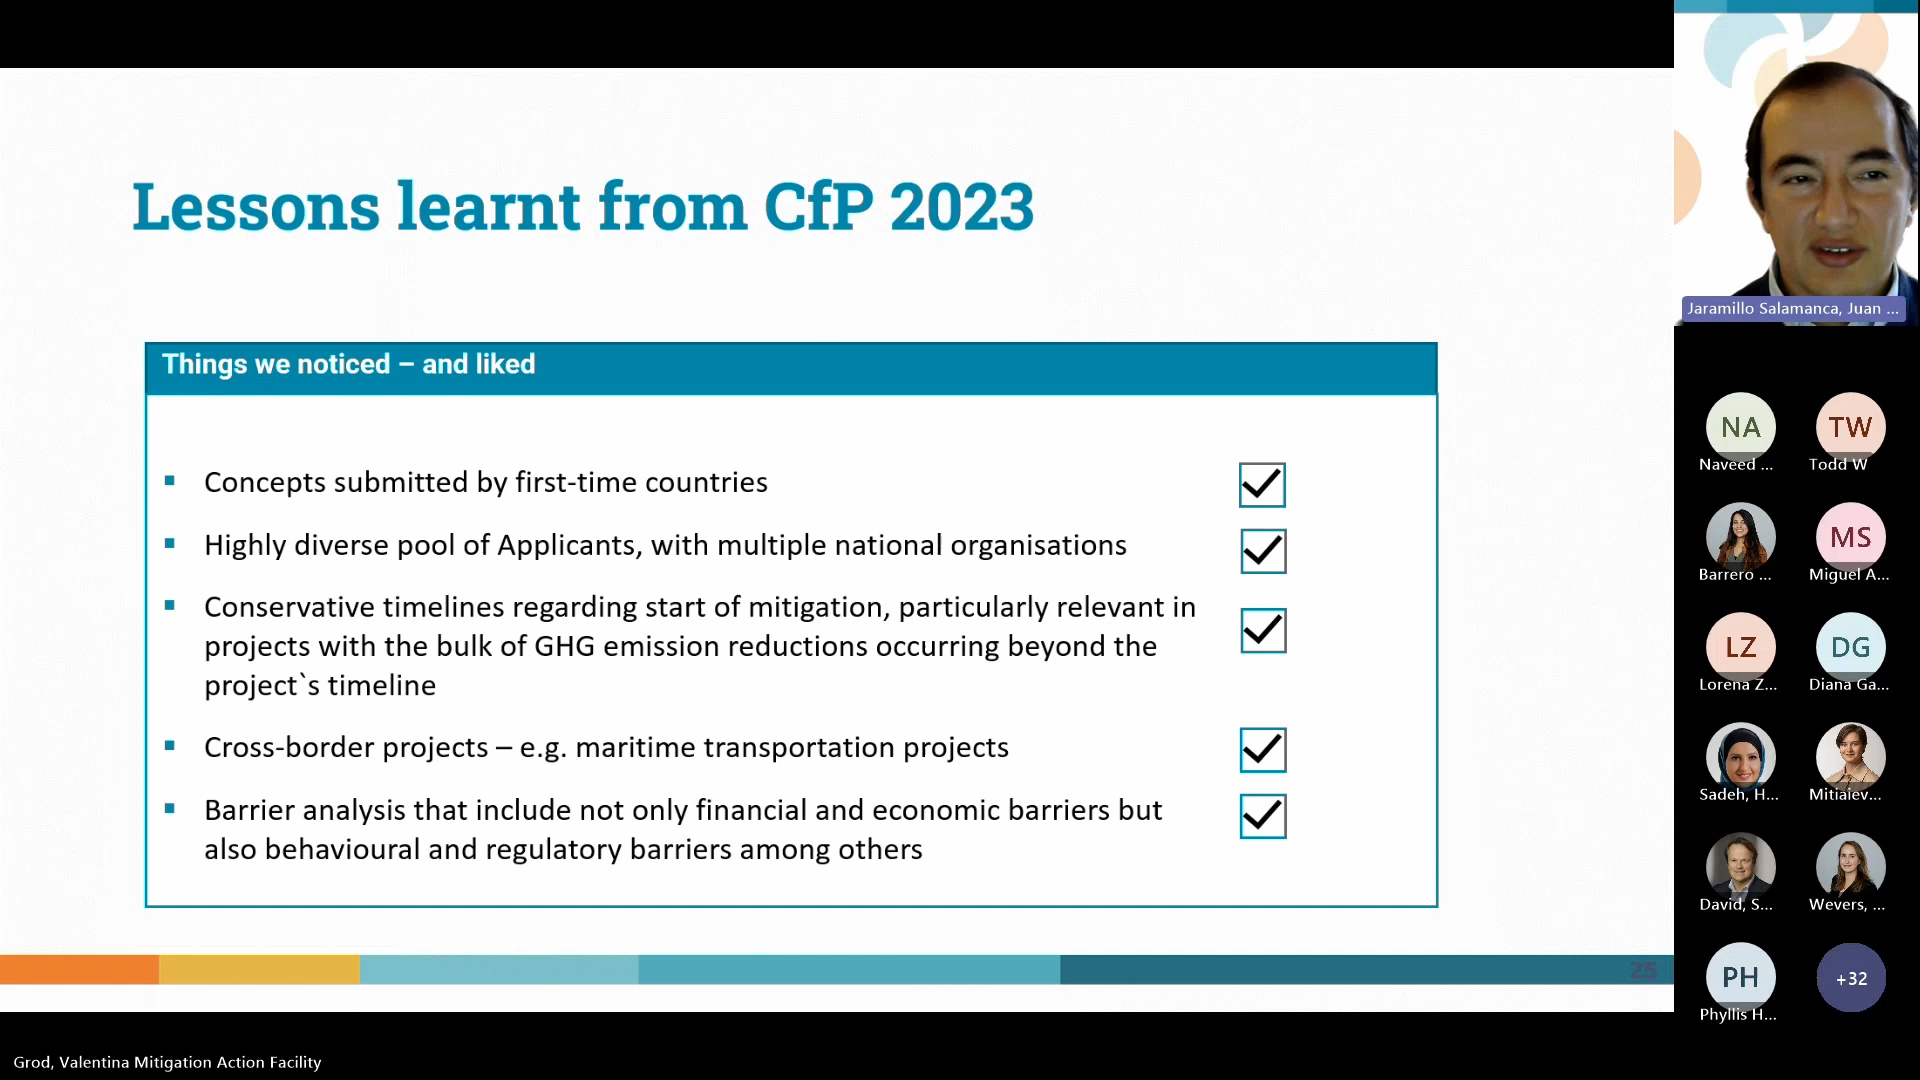 Lessons learnt from CfP 2023
Things we noticed – and liked
▪ Concepts submitted by first-time countries
▪ Highly diverse pool of Applicants, with multiple national organisations
▪ Conservative timelines regarding start of mitigation, particularly relevant in
projects with the bulk of GHG emission reductions occurring beyond the
project`s timeline
▪ Cross-border projects – e.g. maritime transportation projects
▪ Barrier analysis that include not only financial and economic barriers but
also behavioural and regulatory barriers among others
25
Jaramillo Salamanca, Juan ...
NA
Naveed ...
TW
Todd W
Barrero ...
MS
Miguel A...
LZ
Lorena Z...
DG
Diana Ga...
Sadeh, H...
Mitiaiev...
David, S...
Wevers, ...
PH
Phyllis H...
+32
Grod, Valentina Mitigation Action Facility